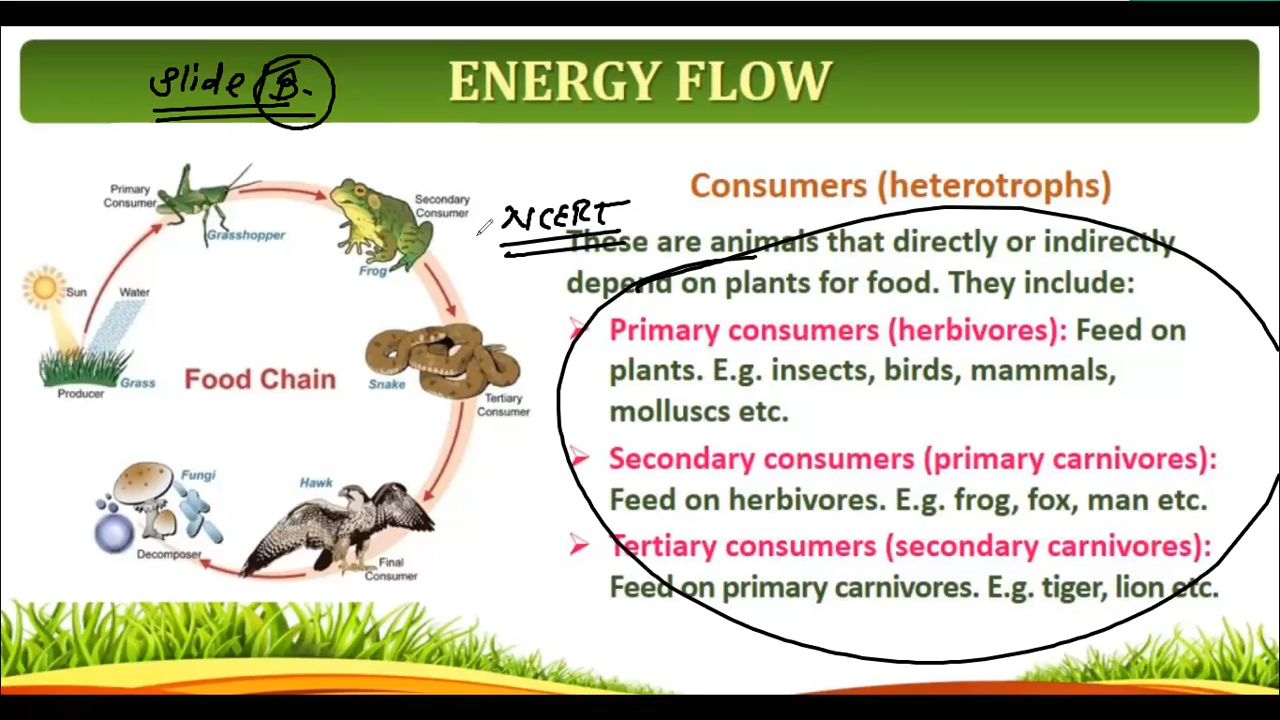 Slide B.
ENERGY FLOW
Primary
Consumer
Grasshopper
Secondary
Consumer
Frog
Sun
Water
Grass
Producer
Food Chain
Snake
Tertiary
Consumer
Hawk
Final
Consumer
Fungi
Decomposer
NCERT
Consumers (heterotrophs)
These are animals that directly or indirectly
depend on plants for food. They include:
Primary consumers (herbivores): Feed on
plants. E.g. insects, birds, mammals,
molluscs etc.
Secondary consumers (primary carnivores):
Feed on herbivores. E.g. frog, fox, man etc.
Tertiary consumers (secondary carnivores):
Feed on primary carnivores. E.g. tiger, lion etc.